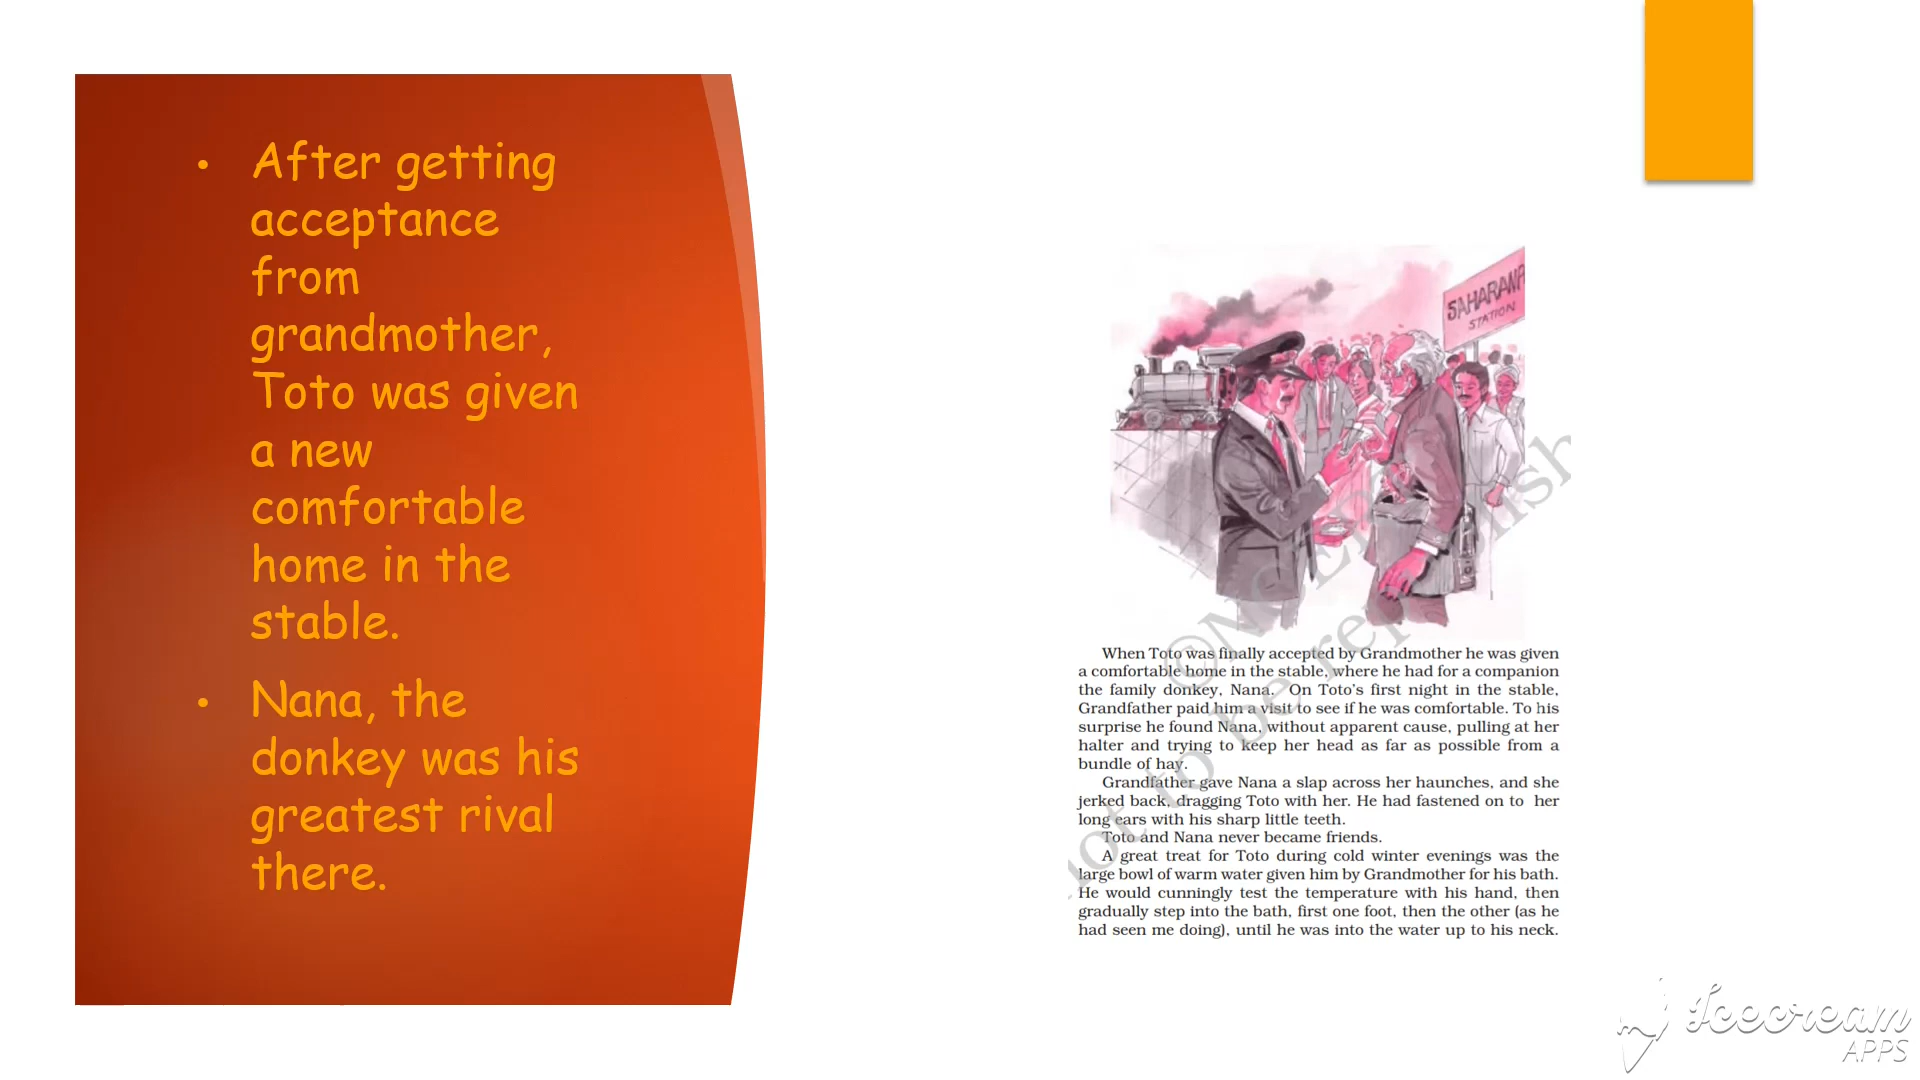 • After getting
acceptance
from
grandmother,
Toto was given
a new
comfortable
home in the
stable.
• Nana, the
donkey was his
greatest rival
there.
SAHARANP
STATION
When Toto was finally accepted by Grandmother he was given
a comfortable home in the stable, where he had for a companion
the family donkey, Nana. On Toto's first night in the stable,
Grandfather paid him a visit to see if he was comfortable. To his
surprise he found Nana, without apparent cause, pulling at her
halter and trying to keep her head as far as possible from a
bundle of hay.
Grandfather gave Nana a slap across her haunches, and she
jerked back, dragging Toto with her. He had fastened on to her
long ears with his sharp little teeth.
Toto and Nana never became friends.
A great treat for Toto during cold winter evenings was the
large bowl of warm water given him by Grandmother for his bath.
He would cunningly test the temperature with his hand, then
gradually step into the bath, first one foot, then the other (as he
had seen me doing), until he was into the water up to his neck.
not to be
Icecream
APPS